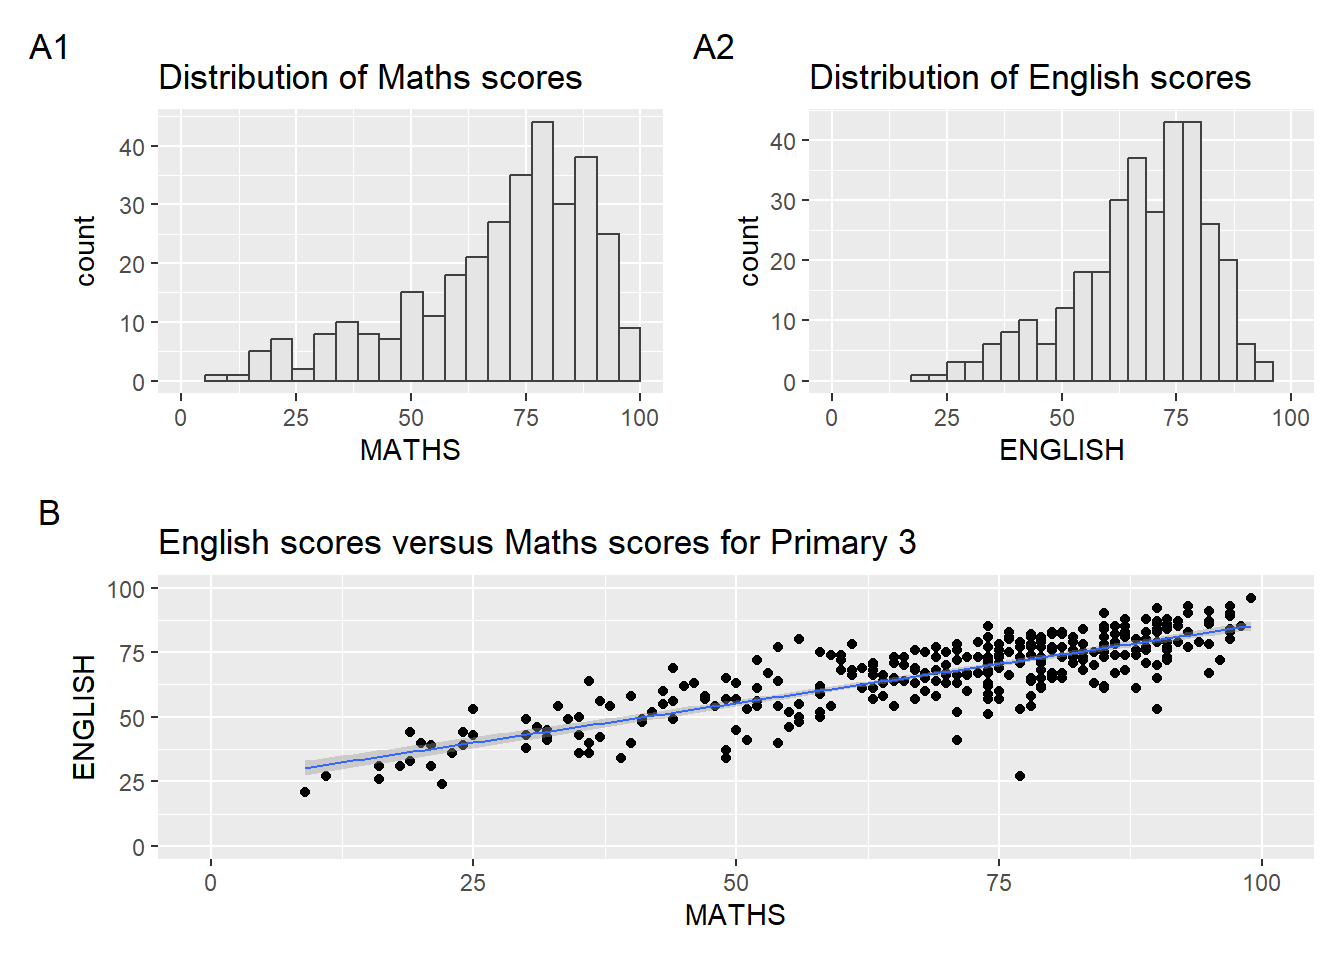 A1
Distribution of Maths scores
40
30
20
10
0
count
0 25 50 75 100
MATHS
A2
Distribution of English scores
40
30
20
10
0
count
0 25 50 75 100
ENGLISH
B
English scores versus Maths scores for Primary 3
100
75
50
25
0
ENGLISH
0 25 50 75 100
MATHS